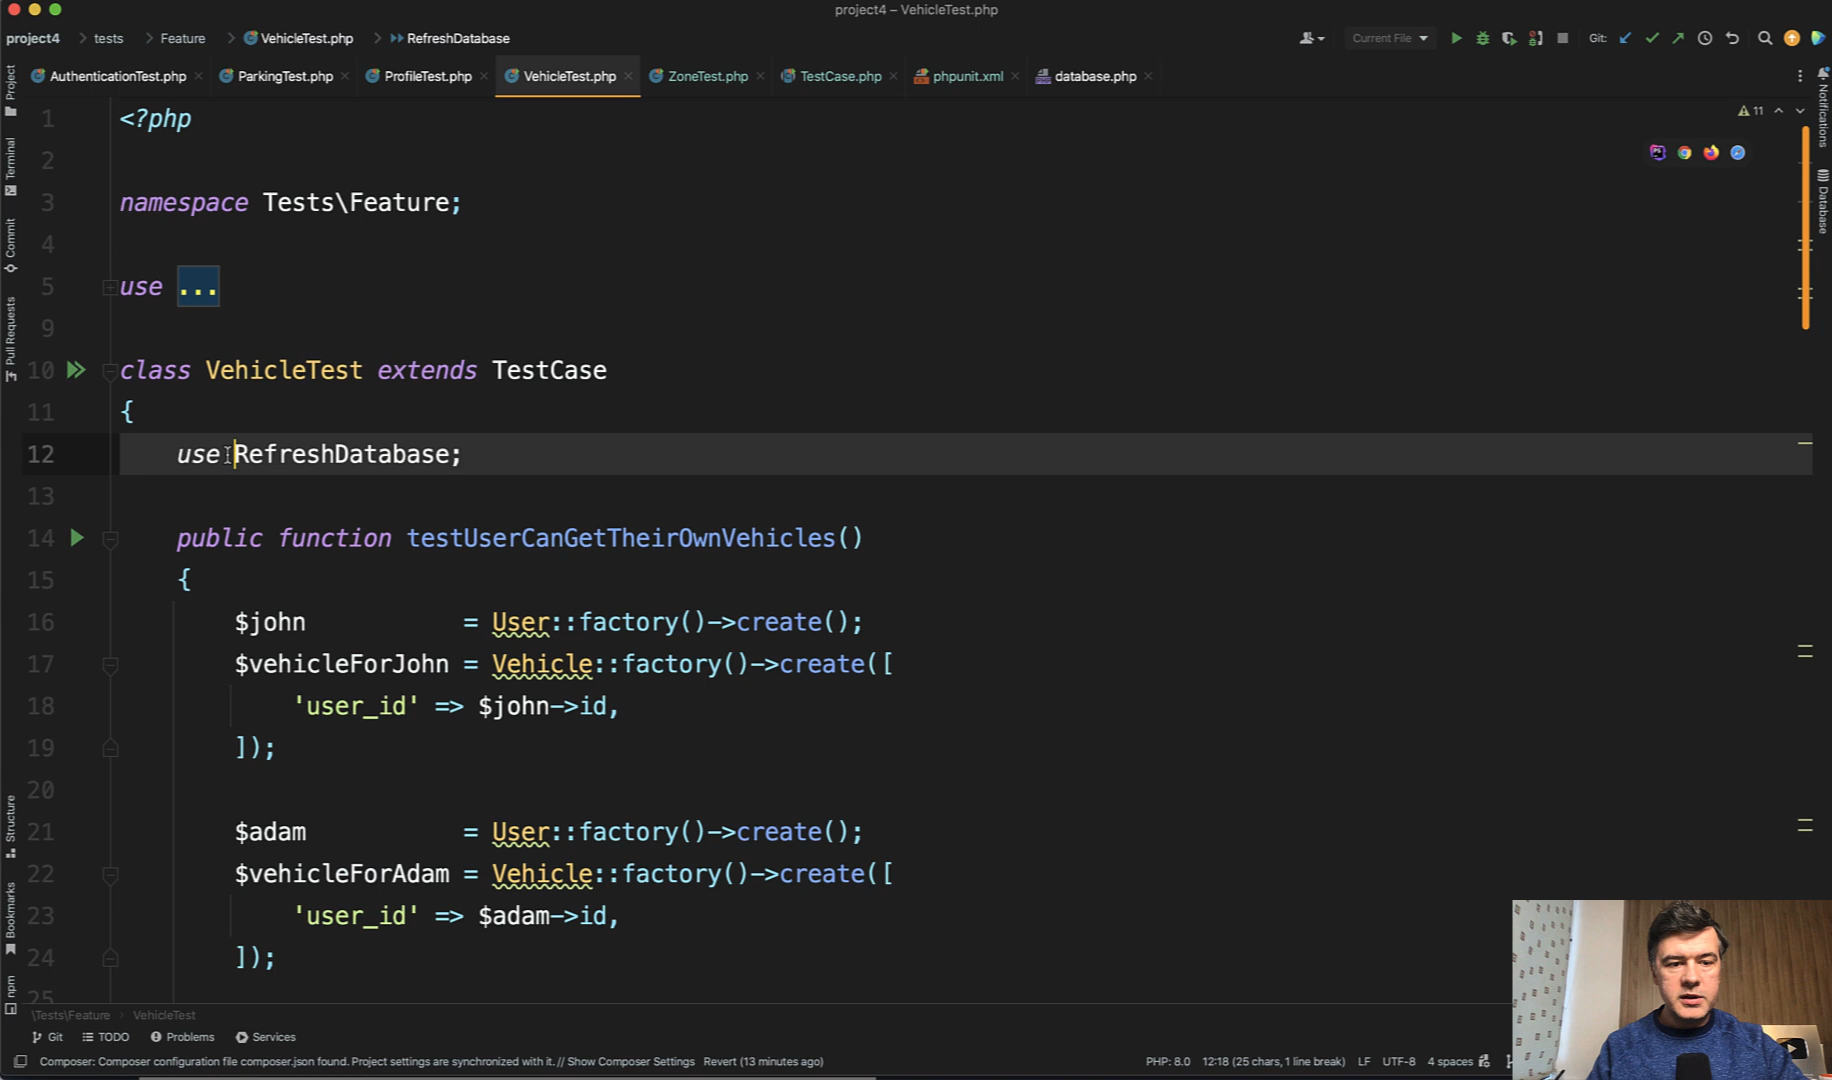 project4 – VehicleTest.php
project4 tests Feature VehicleTest.php RefreshDatabase
Current File Git:
AuthenticationTest.php ParkingTest.php ProfileTest.php VehicleTest.php ZoneTest.php TestCase.php phpunit.xml database.php
Project
Terminal
Commit
Pull Requests
Structure
Bookmarks
npm
Notifications
Database
11
1 <?php
2
3 namespace Tests\Feature;
4
5 use ...
9
10 class VehicleTest extends TestCase
11 {
12 use RefreshDatabase;
13
14 public function testUserCanGetTheirOwnVehicles()
15 {
16 $john = User::factory()->create();
17 $vehicleForJohn = Vehicle::factory()->create([
18 'user_id' => $john->id,
19 ]);
20
21 $adam = User::factory()->create();
22 $vehicleForAdam = Vehicle::factory()->create([
23 'user_id' => $adam->id,
24 ]);
25
\Tests\Feature VehicleTest
Git TODO Problems Services
Composer: Composer configuration file composer.json found. Project settings are synchronized with it. // Show Composer Settings Revert (13 minutes ago) PHP: 8.0 12:18 (25 chars, 1 line break) LF UTF-8 4 spaces